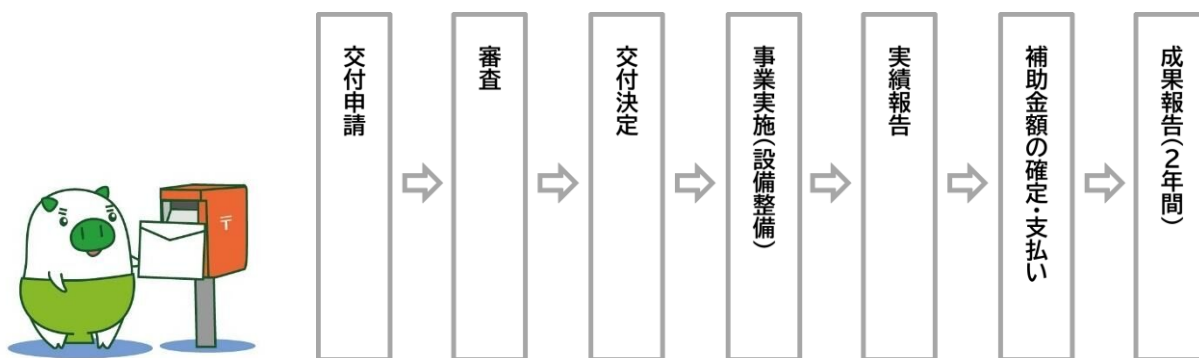 交付申請
審査
交付決定
事業実施(設備整備)
実績報告
補助金額の確定・支払い
成果報告(2年間)
〒